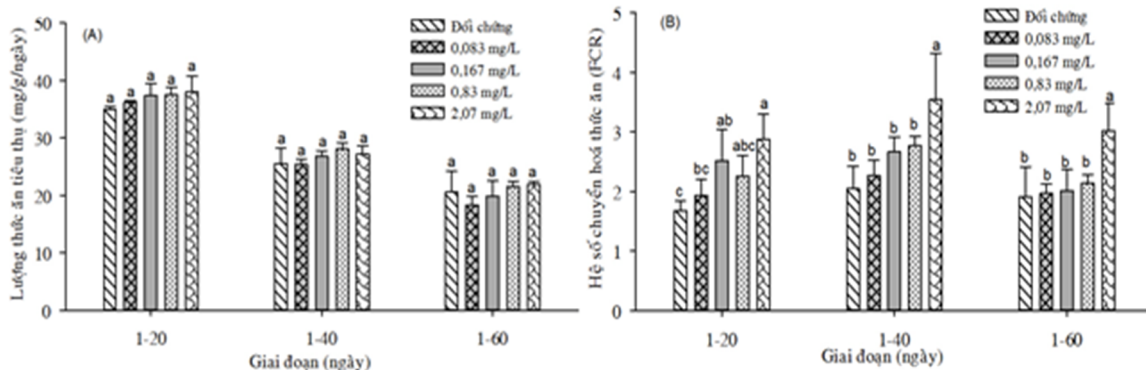 (A)
Lượng thức ăn tiêu thụ (mg/g/ngày)
50
40
30
20
10
0
Đối chứng
0,083 mg/L
0,167 mg/L
0,83 mg/L
2,07 mg/L
a a a a a
a a a a a
a a a a a
1-20 1-40 1-60
Giai đoạn (ngày)
(B)
Hệ số chuyển hoá thức ăn (FCR)
5
4
3
2
1
0
Đối chứng
0,083 mg/L
0,167 mg/L
0,83 mg/L
2,07 mg/L
c bc ab abc a
b b b b a
b b b b a
1-20 1-40 1-60
Giai đoạn (ngày)